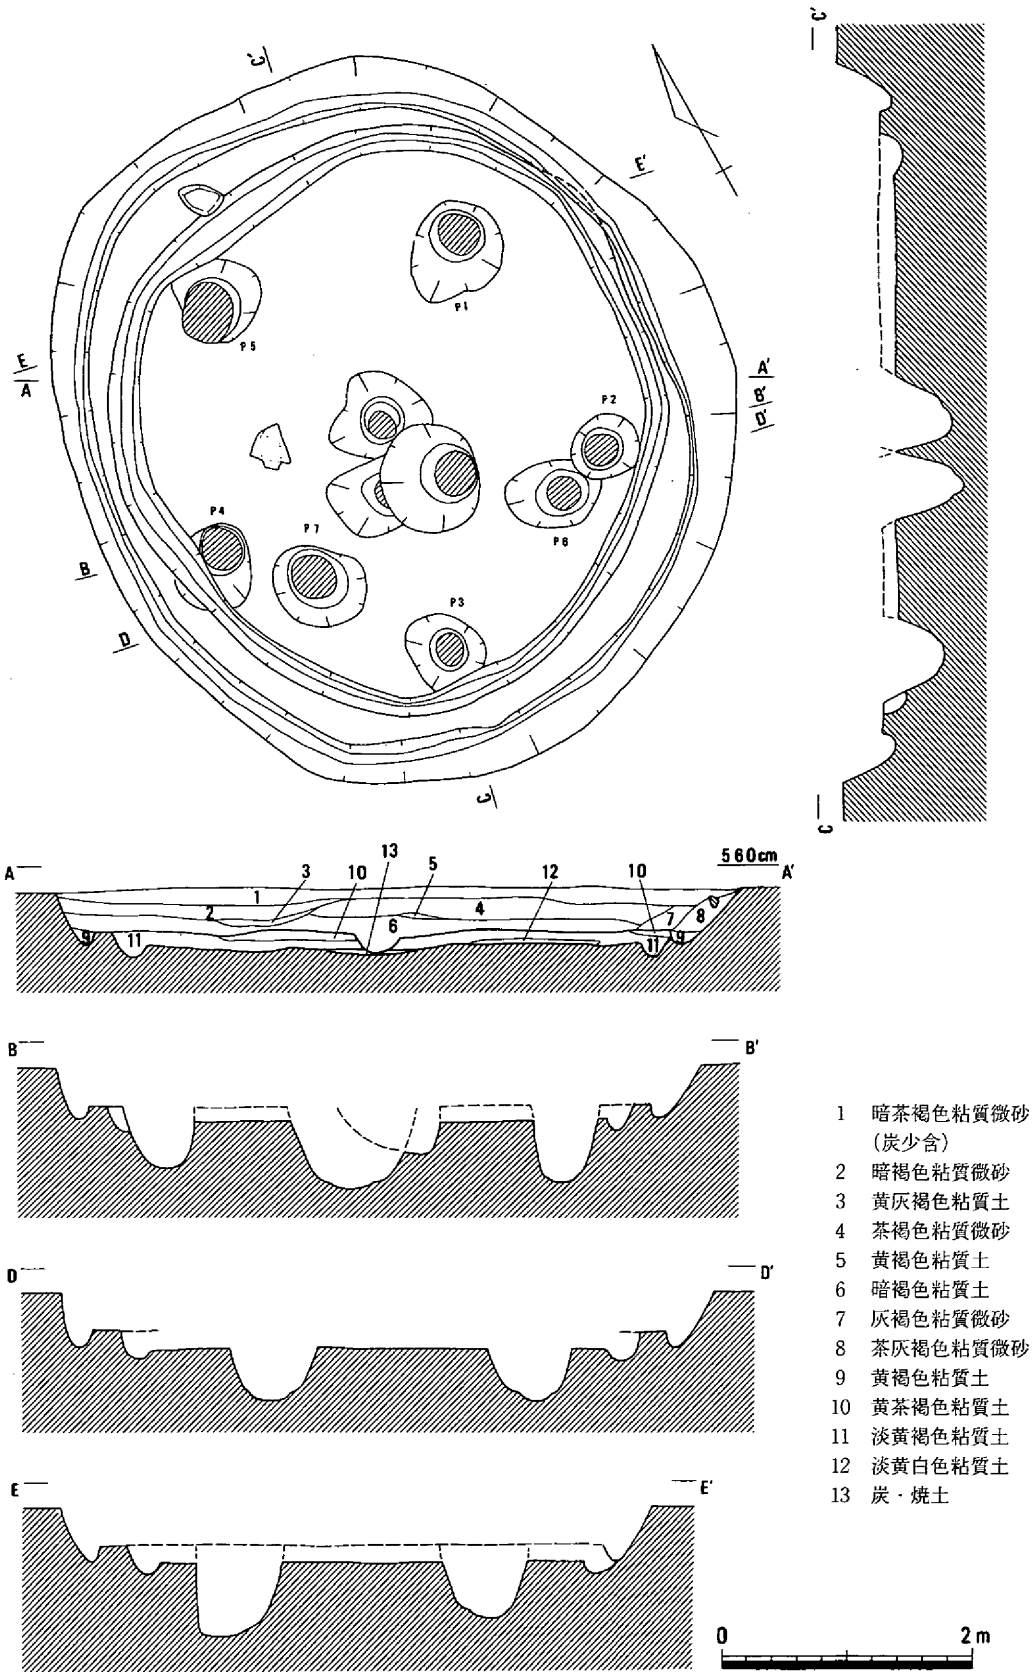 C'
C'
E'
P1
P5
E
A
A'
B'
D'
P2
P4
P7
P6
B
P3
D
C
C
13
560cm
A
3
10
5
12
10
A'
1
2
4
6
7
8
9
11
11
9
B
B'
D
D'
E
E'
1 暗茶褐色粘質微砂
(炭少含)
2 暗褐色粘質微砂
3 黄灰褐色粘質土
4 茶褐色粘質微砂
5 黄褐色粘質土
6 暗褐色粘質土
7 灰褐色粘質微砂
8 茶灰褐色粘質微砂
9 黄褐色粘質土
10 黄茶褐色粘質土
11 淡黄褐色粘質土
12 淡黄白色粘質土
13 炭・焼土
0 2m